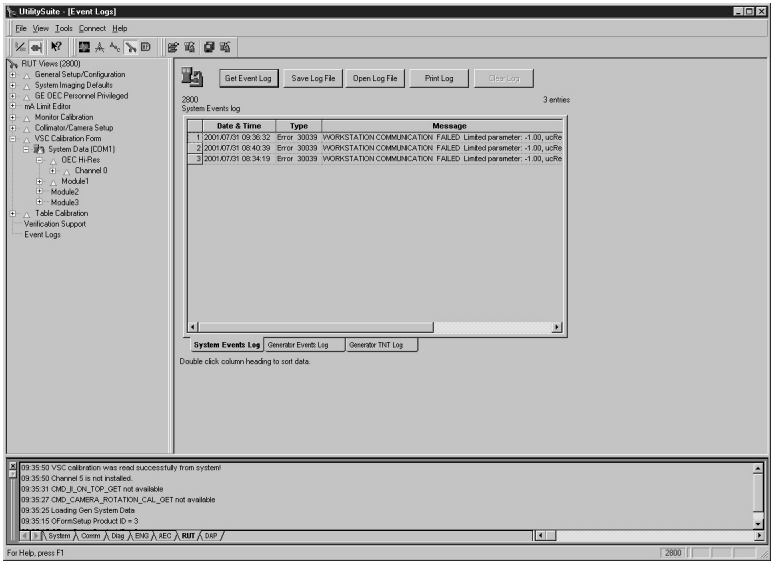 UtilitySuite - [Event Logs]
File View Tools Connect Help
RUT Views (2800)
General Setup/Configuration
System Imaging Defaults
GE OEC Personnel Privileged
mA Limit Editor
Monitor Calibration
Collimator/Camera Setup
VSC Calibration Form
System Data (COM1)
OEC Hi-Res
Channel 0
Module1
Module2
Module3
Table Calibration
Verification Support
Event Logs
Get Event Log Save Log File Open Log File Print Log Clear Log
2800 3 entries
System Events log
Date & Time Type Message
1 2001/07/31 09:36:32 Error 30039 WORKSTATION COMMUNICATION FAILED Limited parameter: -1.00, ucRe
2 2001/07/31 08:40:39 Error 30039 WORKSTATION COMMUNICATION FAILED Limited parameter: -1.00, ucRe
3 2001/07/31 08:34:19 Error 30039 WORKSTATION COMMUNICATION FAILED Limited parameter: -1.00, ucRe
System Events Log Generator Events Log Generator TNT Log
Double click column heading to sort data.
09:35:50 VSC calibration was read successfully from system!
09:35:50 Channel 5 is not installed.
09:35:31 CMD_II_ON_TOP_GET not available
09:35:27 CMD_CAMERA_ROTATION_CAL_GET not available
09:35:25 Loading Gen System Data
09:35:15 OFormSetup Product ID = 3
System Comm Diag ENG AEC RUT DAP
For Help, press F1 2800